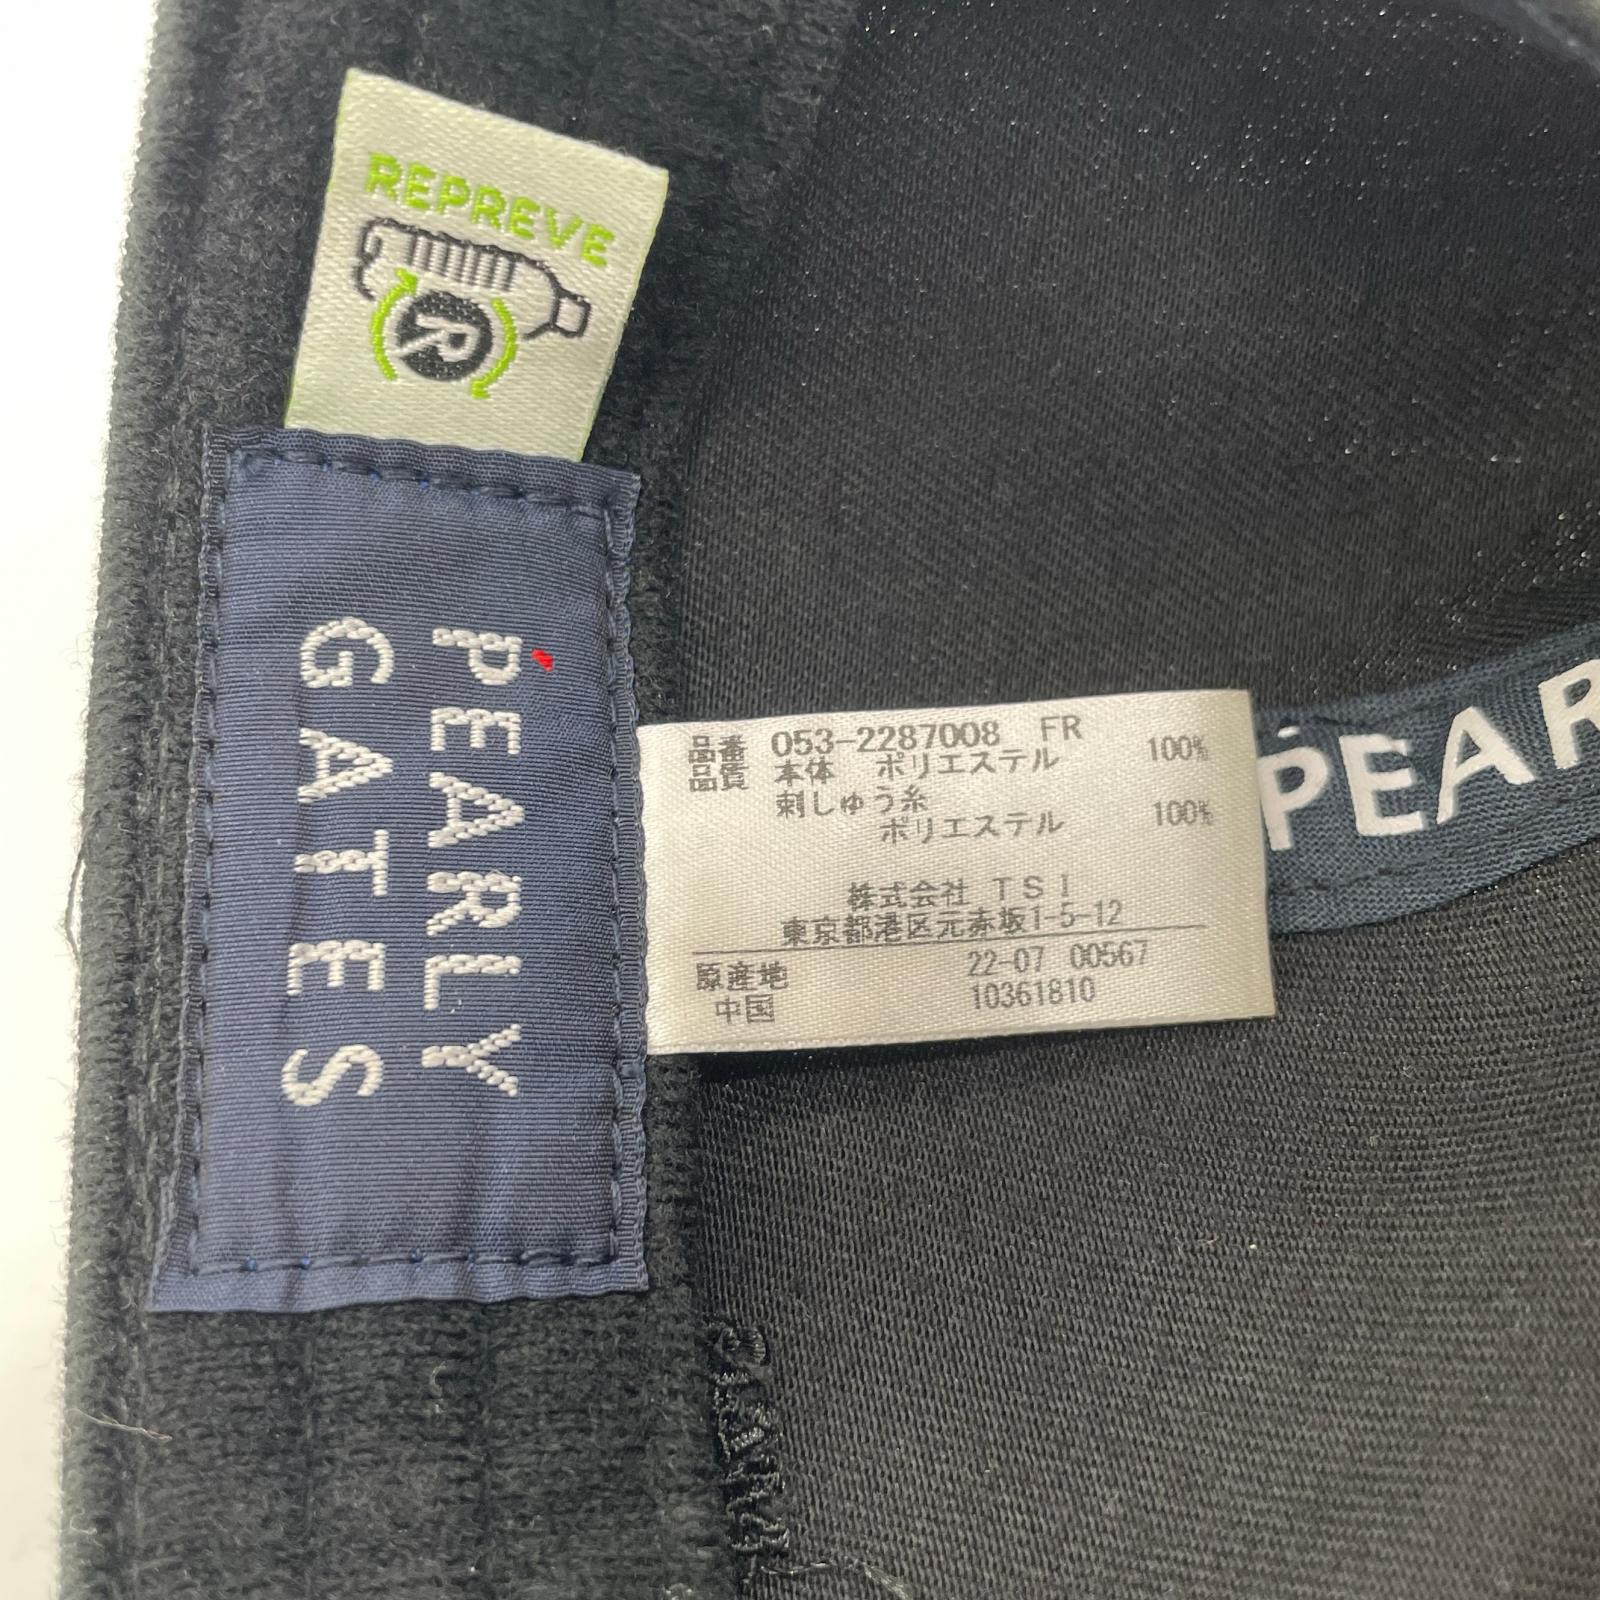 REPREVE
R
PEARLY
GATES
品番 053-2287008 FR
品質 本体 ポリエステル 100%
刺しゅう糸
ポリエステル 100%
株式会社 TSI
東京都港区元赤坂1-5-12
22-07 00567
原産地
10361810
中国
PEAR